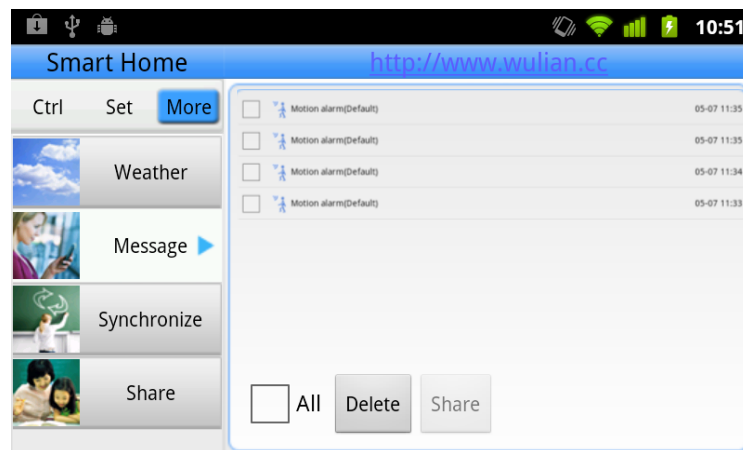 10:51
Smart Home
http://www.wulian.cc
Ctrl Set More
Weather
Message
Synchronize
Share
Motion alarm(Default) 05-07 11:35
Motion alarm(Default) 05-07 11:35
Motion alarm(Default) 05-07 11:34
Motion alarm(Default) 05-07 11:33
All Delete Share